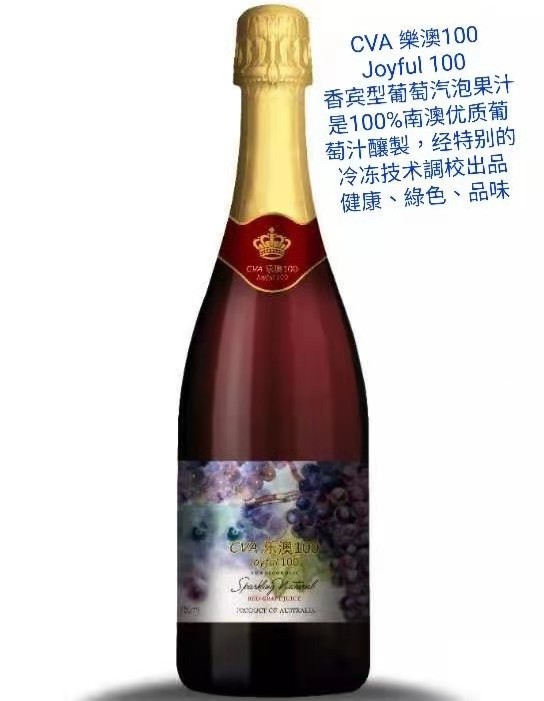 CVA 樂澳100
Joyful 100
香宾型葡萄汽泡果汁
是100%南澳优质葡
萄汁釀製，经特别的
冷冻技术調校出品
健康、綠色、品味
CVA 乐澳100
Joyful 100
CVA 乐澳100
Joyful 100
NON ALCOHOLIC
Sparkling Natural
RED GRAPE JUICE
PRODUCT OF AUSTRALIA